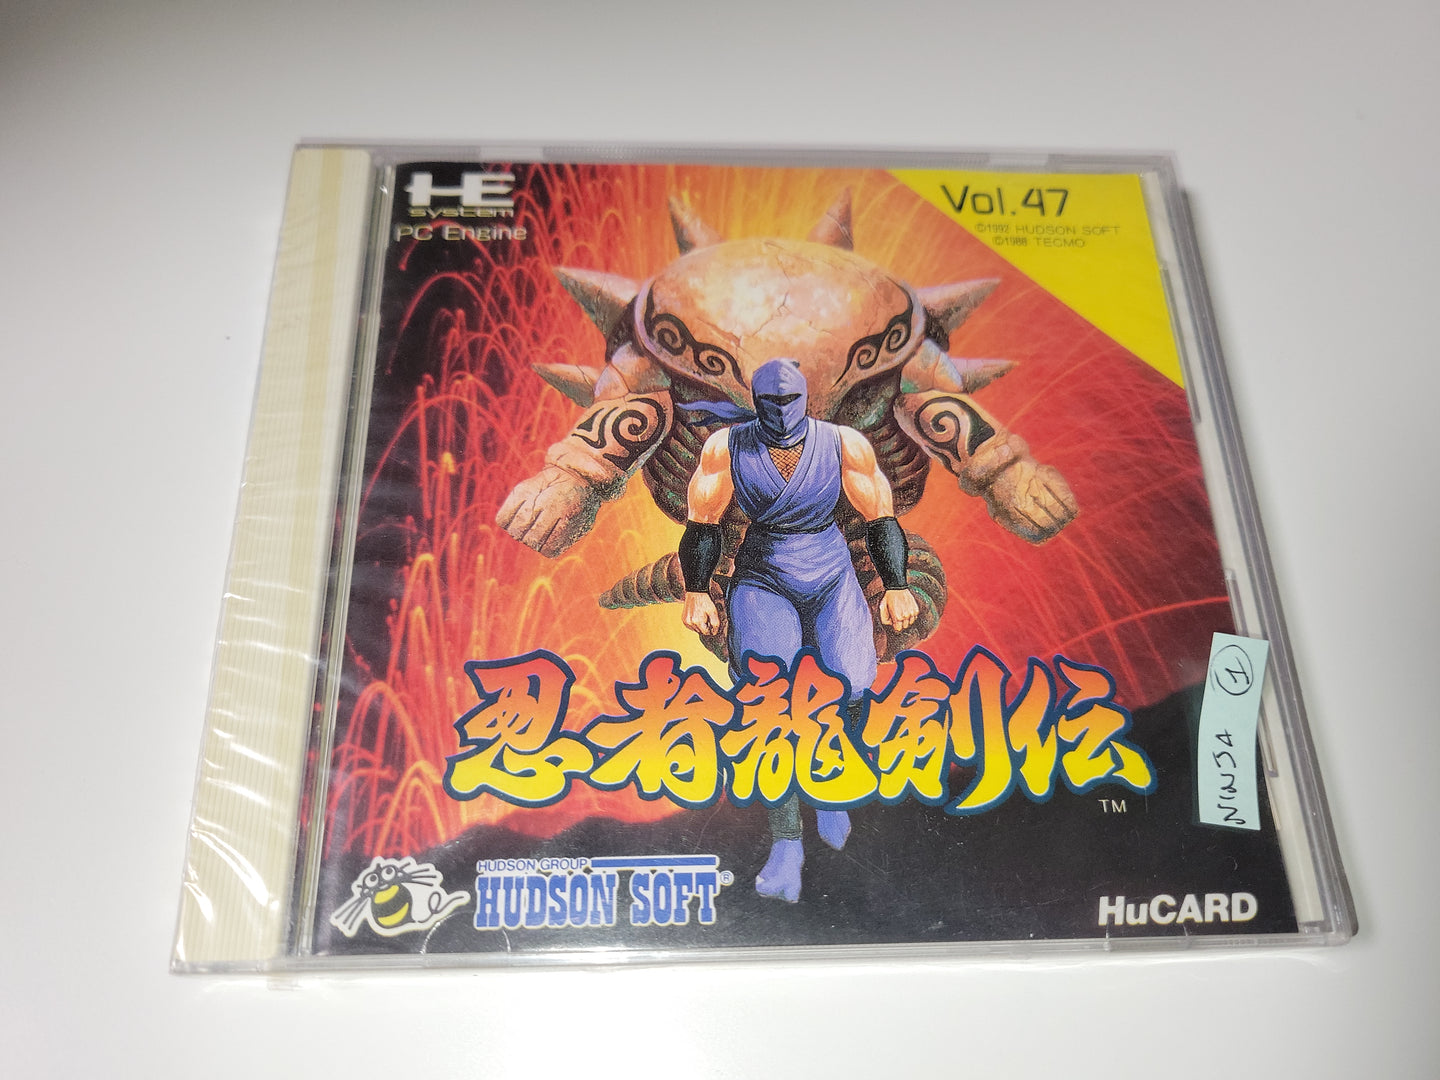 HE
system
PC Engine
Vol.47
©1992 HUDSON SOFT
©1988 TECMO
忍者龍剣伝
TM
NINJA 1
HUDSON GROUP
HUDSON SOFT®
HuCARD